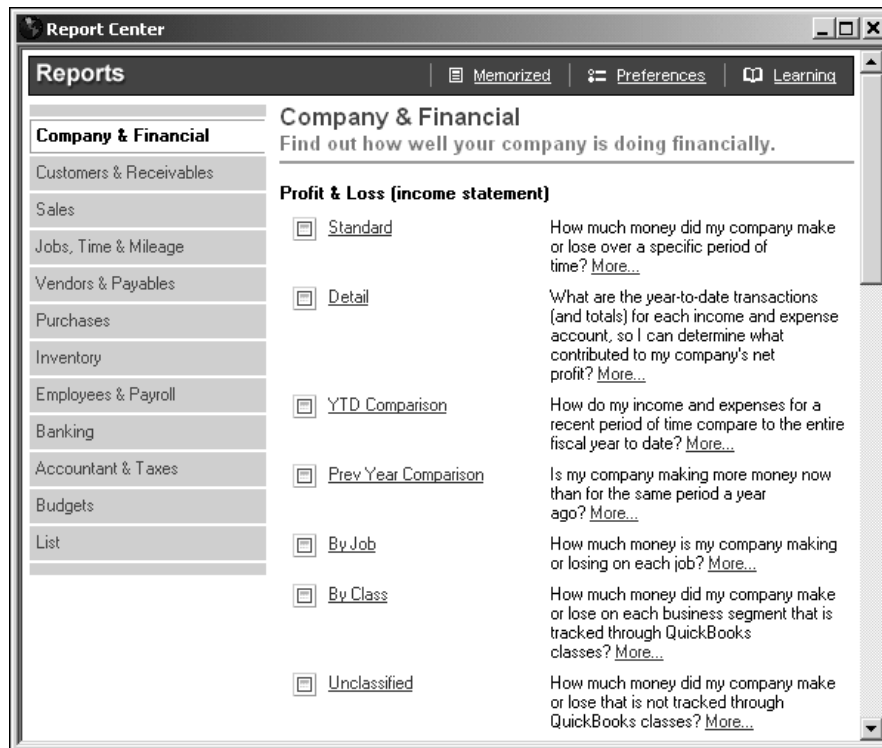 Report Center
Reports
Memorized
Preferences
Learning
Company & Financial
Customers & Receivables
Sales
Jobs, Time & Mileage
Vendors & Payables
Purchases
Inventory
Employees & Payroll
Banking
Accountant & Taxes
Budgets
List
Company & Financial
Find out how well your company is doing financially.
Profit & Loss (income statement)
Standard
How much money did my company make
or lose over a specific period of
time? More...
Detail
What are the year-to-date transactions
(and totals) for each income and expense
account, so I can determine what
contributed to my company's net
profit? More...
YTD Comparison
How do my income and expenses for a
recent period of time compare to the entire
fiscal year to date? More...
Prev Year Comparison
Is my company making more money now
than for the same period a year
ago? More...
By Job
How much money is my company making
or losing on each job? More...
By Class
How much money did my company make
or lose on each business segment that is
tracked through QuickBooks
classes? More...
Unclassified
How much money did my company make
or lose that is not tracked through
QuickBooks classes? More...